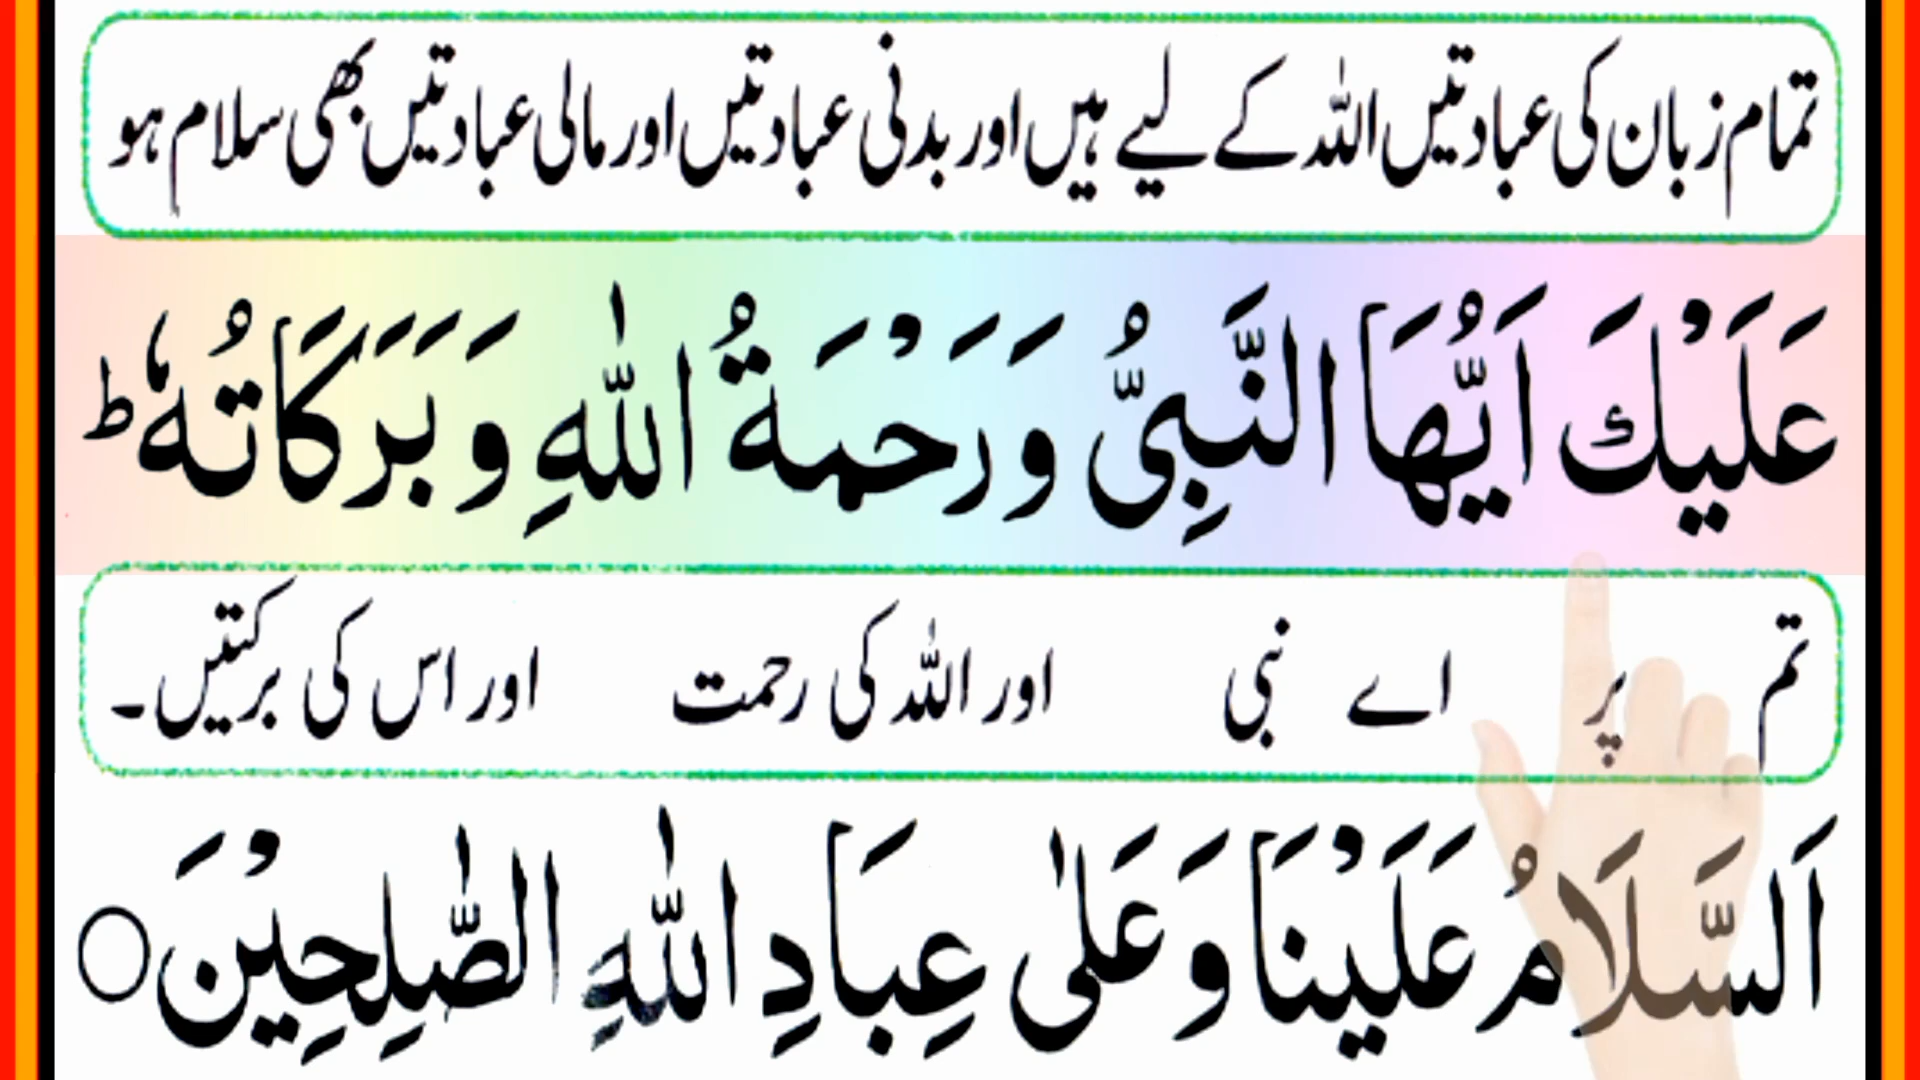 تمام زبان کی عبادتیں اللہ کے لیے ہیں اور بدنی عبادتیں اور مالی عبادتیں بھی سلام ہو
عَلَيْكَ اَيُّهَا النَّبِىُّ وَرَحْمَةُ اللّٰهِ وَبَرَكَاتُهٗ ؕ
تم پر اے نبی اور اللہ کی رحمت اور اس کی برکتیں۔
اَلسَّلَامُ عَلَيْنَا وَعَلٰى عِبَادِ اللّٰهِ الصّٰلِحِيْنَ ○